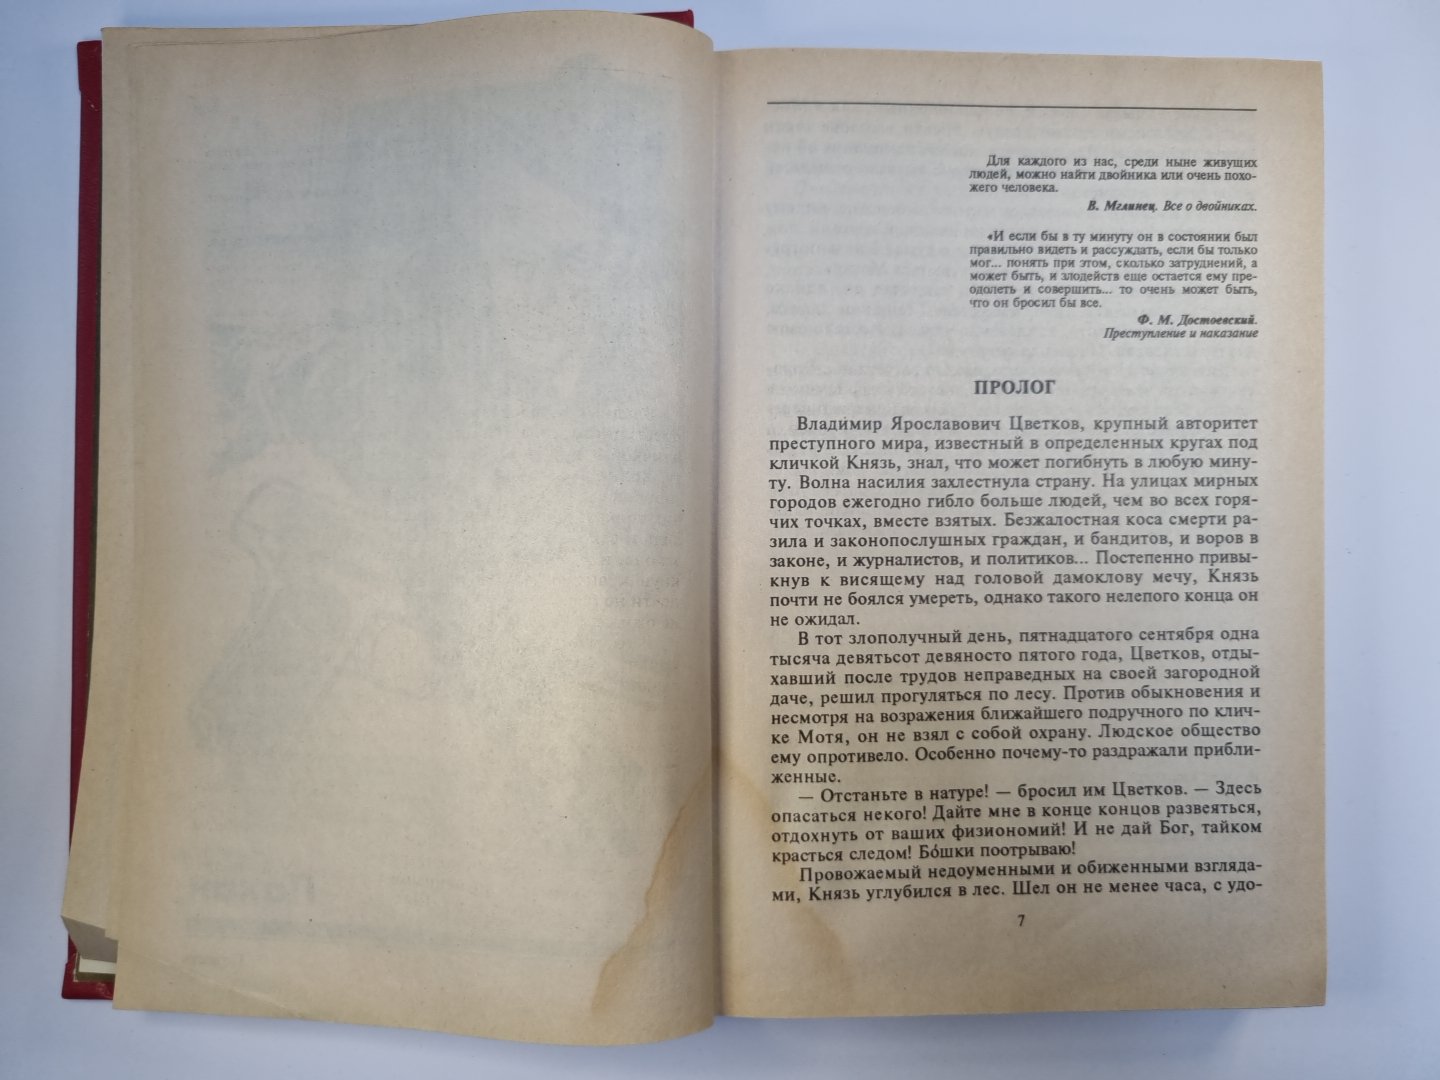 Для каждого из нас, среди ныне живущих
людей, можно найти двойника или очень похо-
жего человека.
В. Мглинец. Все о двойниках.
«И если бы в ту минуту он в состоянии был
правильно видеть и рассуждать, если бы только
мог... понять при этом, сколько затруднений, а
может быть, и злодейств еще остается ему пре-
одолеть и совершить... то очень может быть,
что он бросил бы все.
Ф. М. Достоевский.
Преступление и наказание
ПРОЛОГ
Владимир Ярославович Цветков, крупный авторитет
преступного мира, известный в определенных кругах под
кличкой Князь, знал, что может погибнуть в любую мину-
ту. Волна насилия захлестнула страну. На улицах мирных
городов ежегодно гибло больше людей, чем во всех горя-
чих точках, вместе взятых. Безжалостная коса смерти ра-
зила и законопослушных граждан, и бандитов, и воров в
законе, и журналистов, и политиков... Постепенно привы-
кнув к висящему над головой дамоклову мечу, Князь
почти не боялся умереть, однако такого нелепого конца он
не ожидал.
В тот злополучный день, пятнадцатого сентября одна
тысяча девятьсот девяносто пятого года, Цветков, отды-
хавший после трудов неправедных на своей загородной
даче, решил прогуляться по лесу. Против обыкновения и
несмотря на возражения ближайшего подручного по клич-
ке Мотя, он не взял с собой охрану. Людское общество
ему опротивело. Особенно почему-то раздражали прибли-
женные.
— Отстаньте в натуре! — бросил им Цветков. — Здесь
опасаться некого! Дайте мне в конце концов развеяться,
отдохнуть от ваших физиономий! И не дай Бог, тайком
красться следом! Бо́шки поотрываю!
Провожаемый недоуменными и обиженными взгляда-
ми, Князь углубился в лес. Шел он не менее часа, с удо-
7